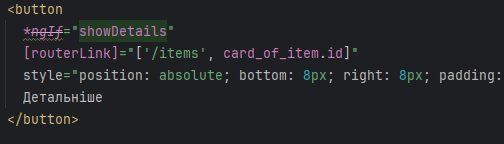 <button
*ngIf="showDetails"
[routerLink]="['/items', card_of_item.id]"
style="position: absolute; bottom: 8px; right: 8px; padding:
Детальніше
</button>